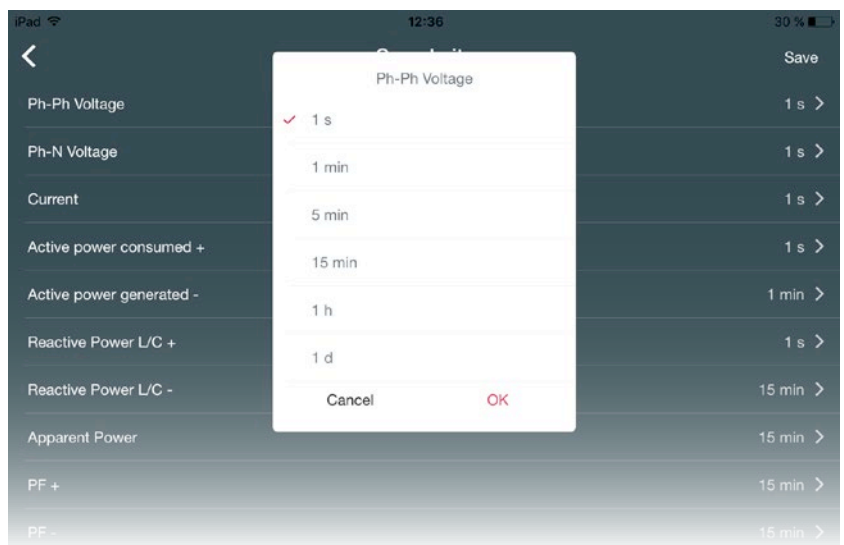 iPad 12:36 30 %
Save
Ph-Ph Voltage
Ph-Ph Voltage 1 s
1 s
Ph-N Voltage 1 s
1 min
Current 1 s
5 min
Active power consumed + 1 s
15 min
Active power generated - 1 min
1 h
Reactive Power L/C + 1 s
1 d
Reactive Power L/C - 15 min
Cancel OK
Apparent Power 15 min
PF + 15 min
PF - 15 min